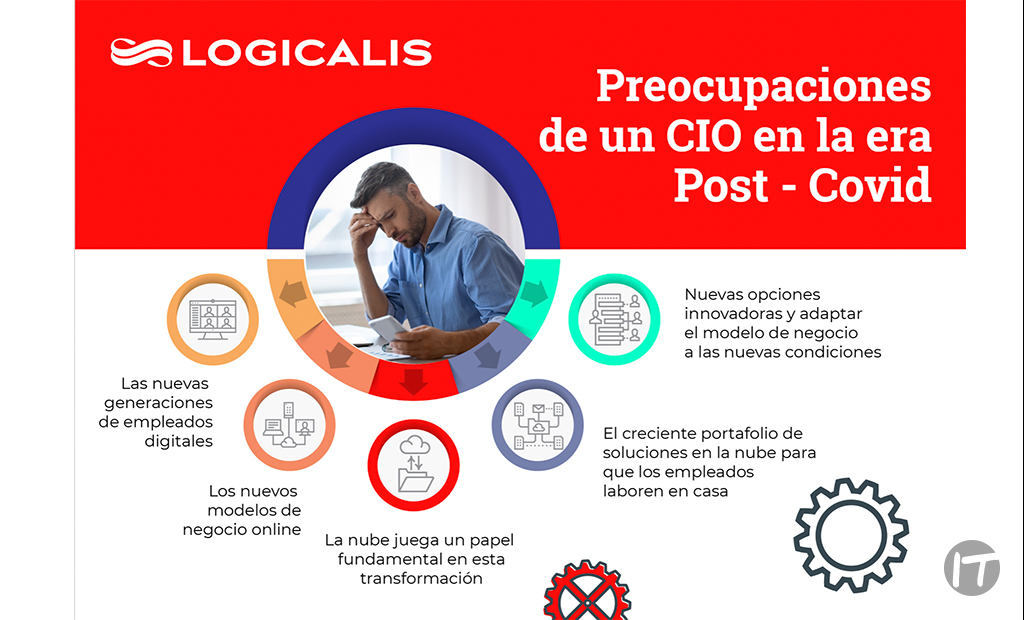 LOGICALIS
Preocupaciones
de un CIO en la era
Post - Covid
Las nuevas
generaciones
de empleados
digitales
Los nuevos
modelos de
negocio online
La nube juega un papel
fundamental en esta
transformación
El creciente portafolio de
soluciones en la nube para
que los empleados
laboren en casa
Nuevas opciones
innovadoras y adaptar
el modelo de negocio
a las nuevas condiciones
IT